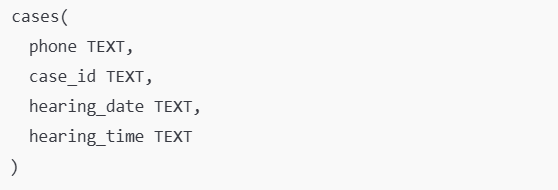 cases(
  phone TEXT,
  case_id TEXT,
  hearing_date TEXT,
  hearing_time TEXT
)